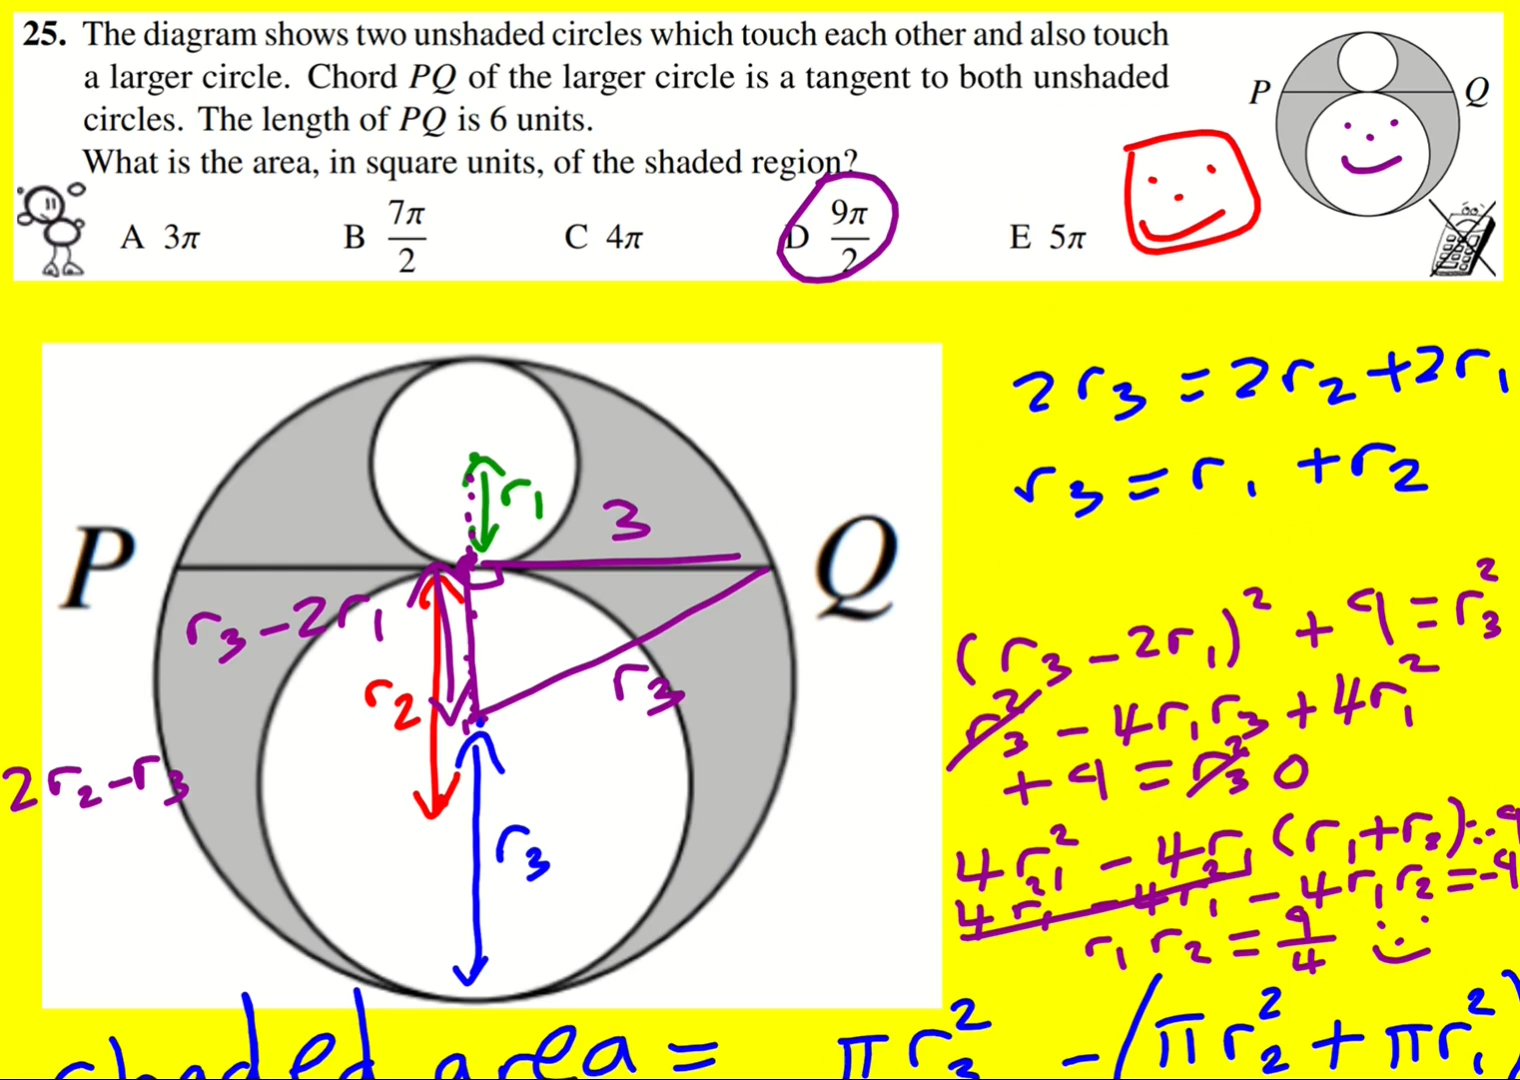 25. The diagram shows two unshaded circles which touch each other and also touch
a larger circle. Chord PQ of the larger circle is a tangent to both unshaded
circles. The length of PQ is 6 units.
What is the area, in square units, of the shaded region?
A 3π B 7π/2 C 4π D 9π/2 E 5π
P Q
2r₃ = 2r₂ + 2r₁
r₃ = r₁ + r₂
r₁
3
P Q
r₃ - 2r₁
r₂
r₃
2r₂ - r₃
r₃
(r₃ - 2r₁)² + 9 = r₃²
r₃² - 4r₁r₃ + 4r₁²
+ 9 = r₃² 0
4r₁² - 4r₁(r₁ + r₂) = -9
4r₁² - 4r₁² - 4r₁r₂ = -9
r₁r₂ = 9/4
shaded area = πr₃² - (πr₂² + πr₁²)